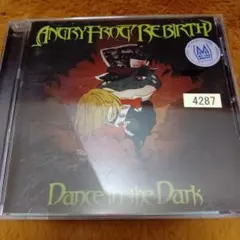 ANGRY FROG REBIRTH
4287
Dance in the Dark